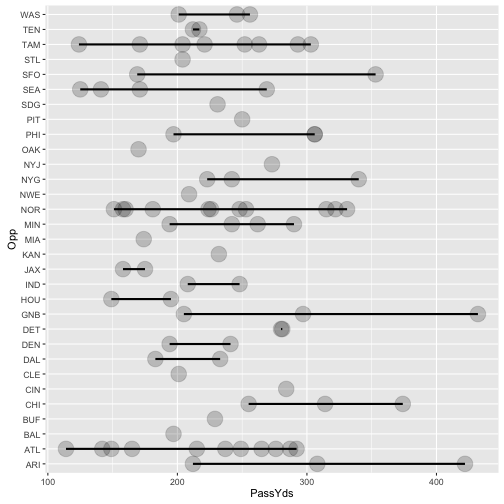 WAS
TEN
TAM
STL
SFO
SEA
SDG
PIT
PHI
OAK
NYJ
NYG
NWE
NOR
MIN
MIA
KAN
JAX
IND
HOU
GNB
DET
DEN
DAL
CLE
CIN
CHI
BUF
BAL
ATL
ARI
Opp
100 200 300 400
PassYds